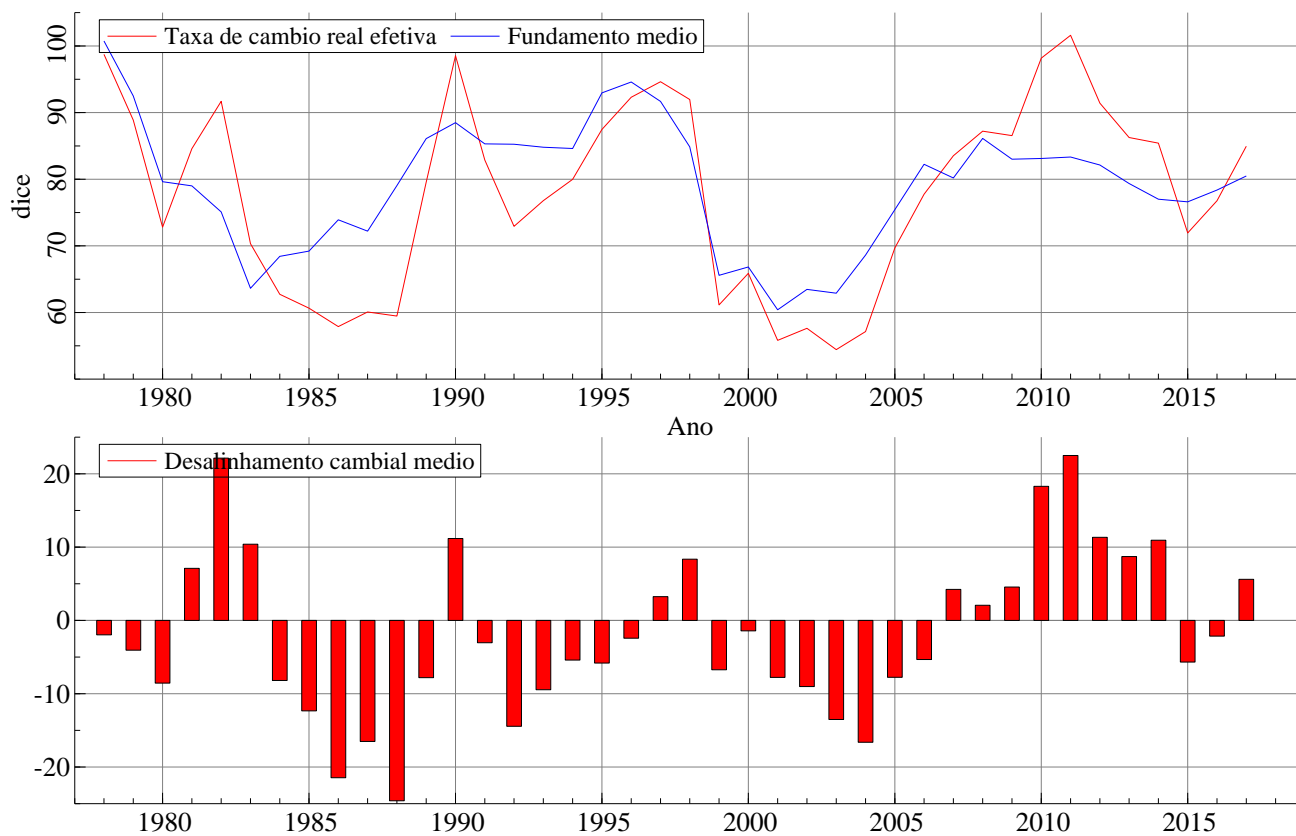 Taxa de cambio real efetiva Fundamento medio
100
90
80
70
60
dice
1980 1985 1990 1995 2000 2005 2010 2015
Ano
Desalinhamento cambial medio
20
10
0
-10
-20
1980 1985 1990 1995 2000 2005 2010 2015